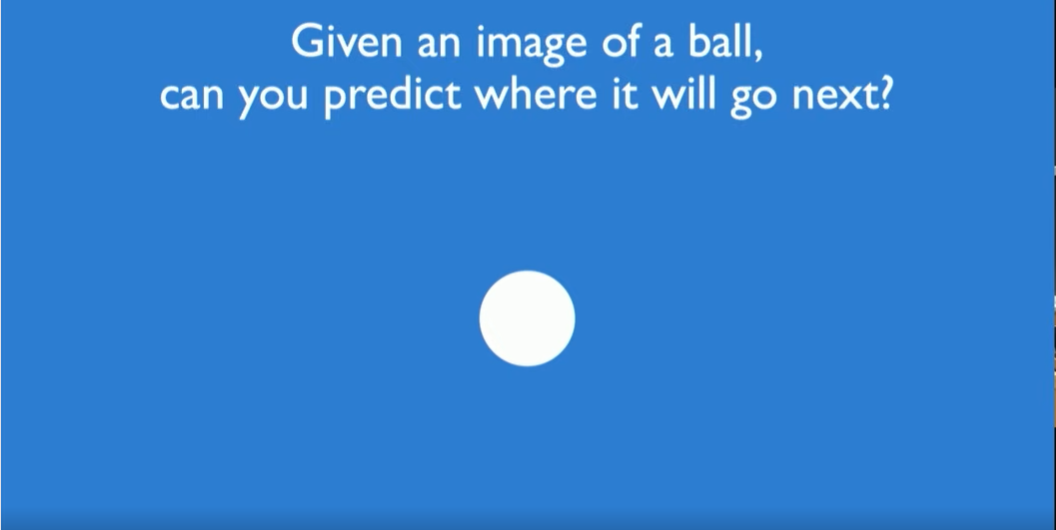 Given an image of a ball,
can you predict where it will go next?